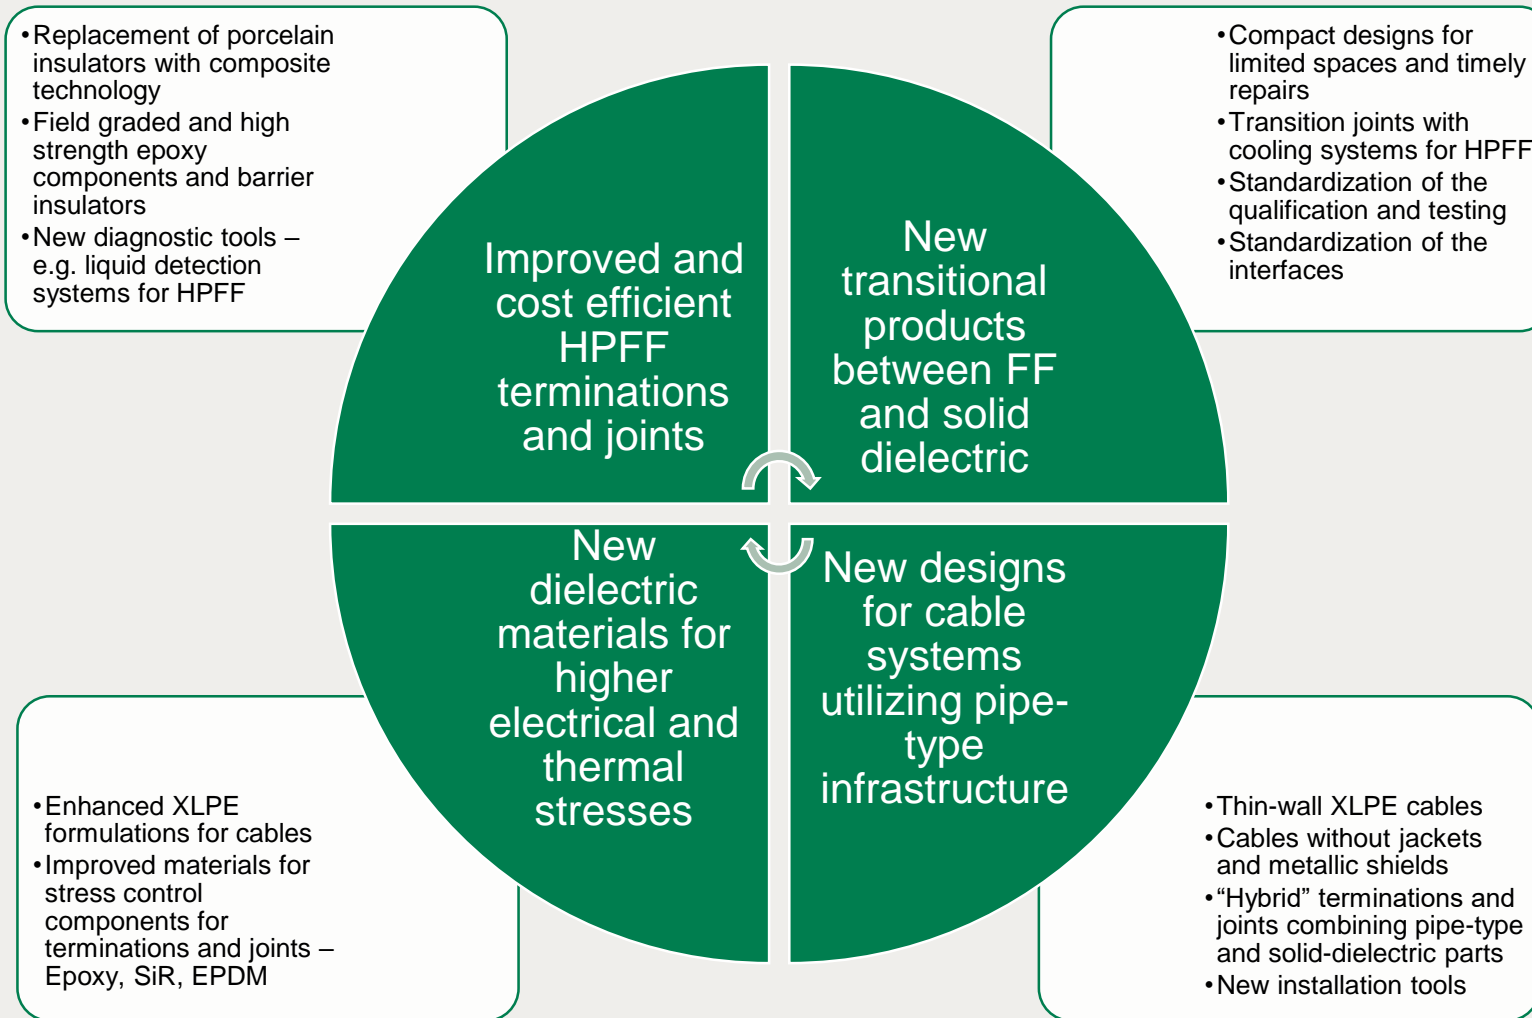 •Replacement of porcelain
insulators with composite
technology
•Field graded and high
strength epoxy
components and barrier
insulators
•New diagnostic tools –
e.g. liquid detection
systems for HPFF
•Compact designs for
limited spaces and timely
repairs
•Transition joints with
cooling systems for HPFF
•Standardization of the
qualification and testing
•Standardization of the
interfaces
Improved and
cost efficient
HPFF
terminations
and joints
New
transitional
products
between FF
and solid
dielectric
New
dielectric
materials for
higher
electrical and
thermal
stresses
New designs
for cable
systems
utilizing pipe-
type
infrastructure
•Enhanced XLPE
formulations for cables
•Improved materials for
stress control
components for
terminations and joints –
Epoxy, SiR, EPDM
•Thin-wall XLPE cables
•Cables without jackets
and metallic shields
•“Hybrid” terminations and
joints combining pipe-type
and solid-dielectric parts
•New installation tools